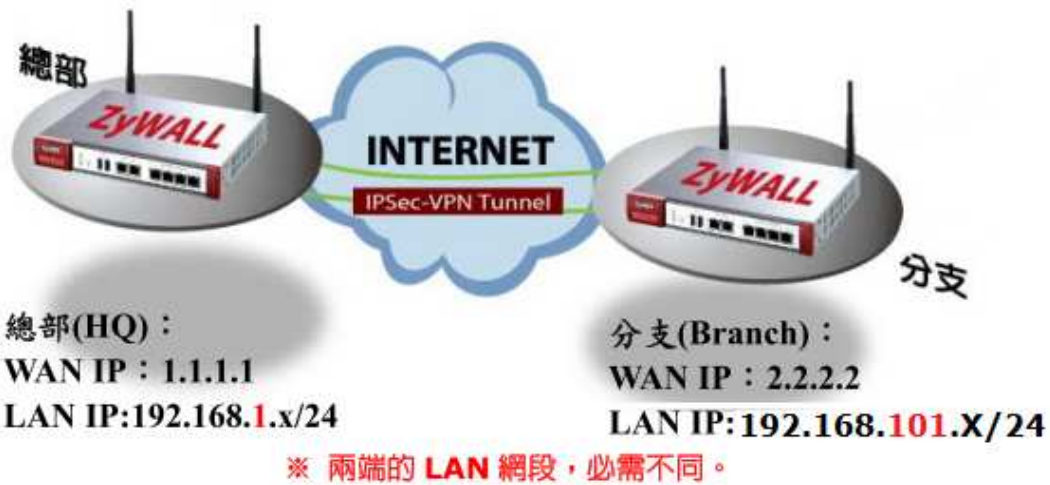 總部
ZyWALL
INTERNET
IPSec-VPN Tunnel
ZyWALL
分支
總部(HQ)：
WAN IP：1.1.1.1
LAN IP:192.168.1.x/24
分支(Branch)：
WAN IP：2.2.2.2
LAN IP:192.168.101.X/24
※ 兩端的 LAN 網段，必需不同。